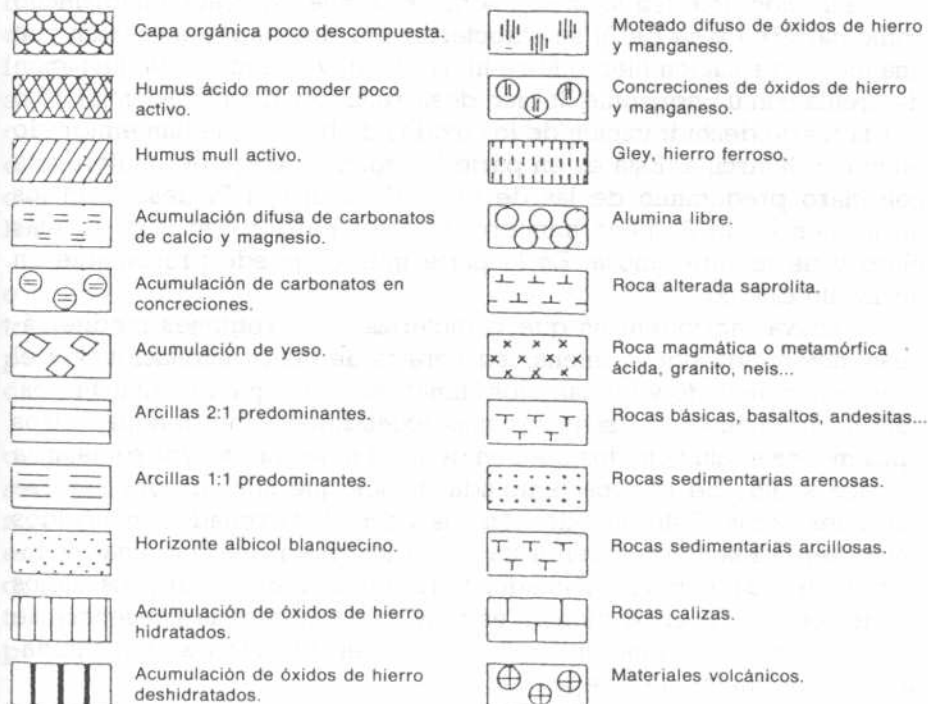 Capa orgánica poco descompuesta.
Humus ácido mor moder poco
activo.
Humus mull activo.
Acumulación difusa de carbonatos
de calcio y magnesio.
Acumulación de carbonatos en
concreciones.
Acumulación de yeso.
Arcillas 2:1 predominantes.
Arcillas 1:1 predominantes.
Horizonte albicol blanquecino.
Acumulación de óxidos de hierro
hidratados.
Acumulación de óxidos de hierro
deshidratados.
Moteado difuso de óxidos de hierro
y manganeso.
Concreciones de óxidos de hierro
y manganeso.
Gley, hierro ferroso.
Alumina libre.
Roca alterada saprolita.
Roca magmática o metamórfica
ácida, granito, neis...
Rocas básicas, basaltos, andesitas...
Rocas sedimentarias arenosas.
Rocas sedimentarias arcillosas.
Rocas calizas.
Materiales volcánicos.